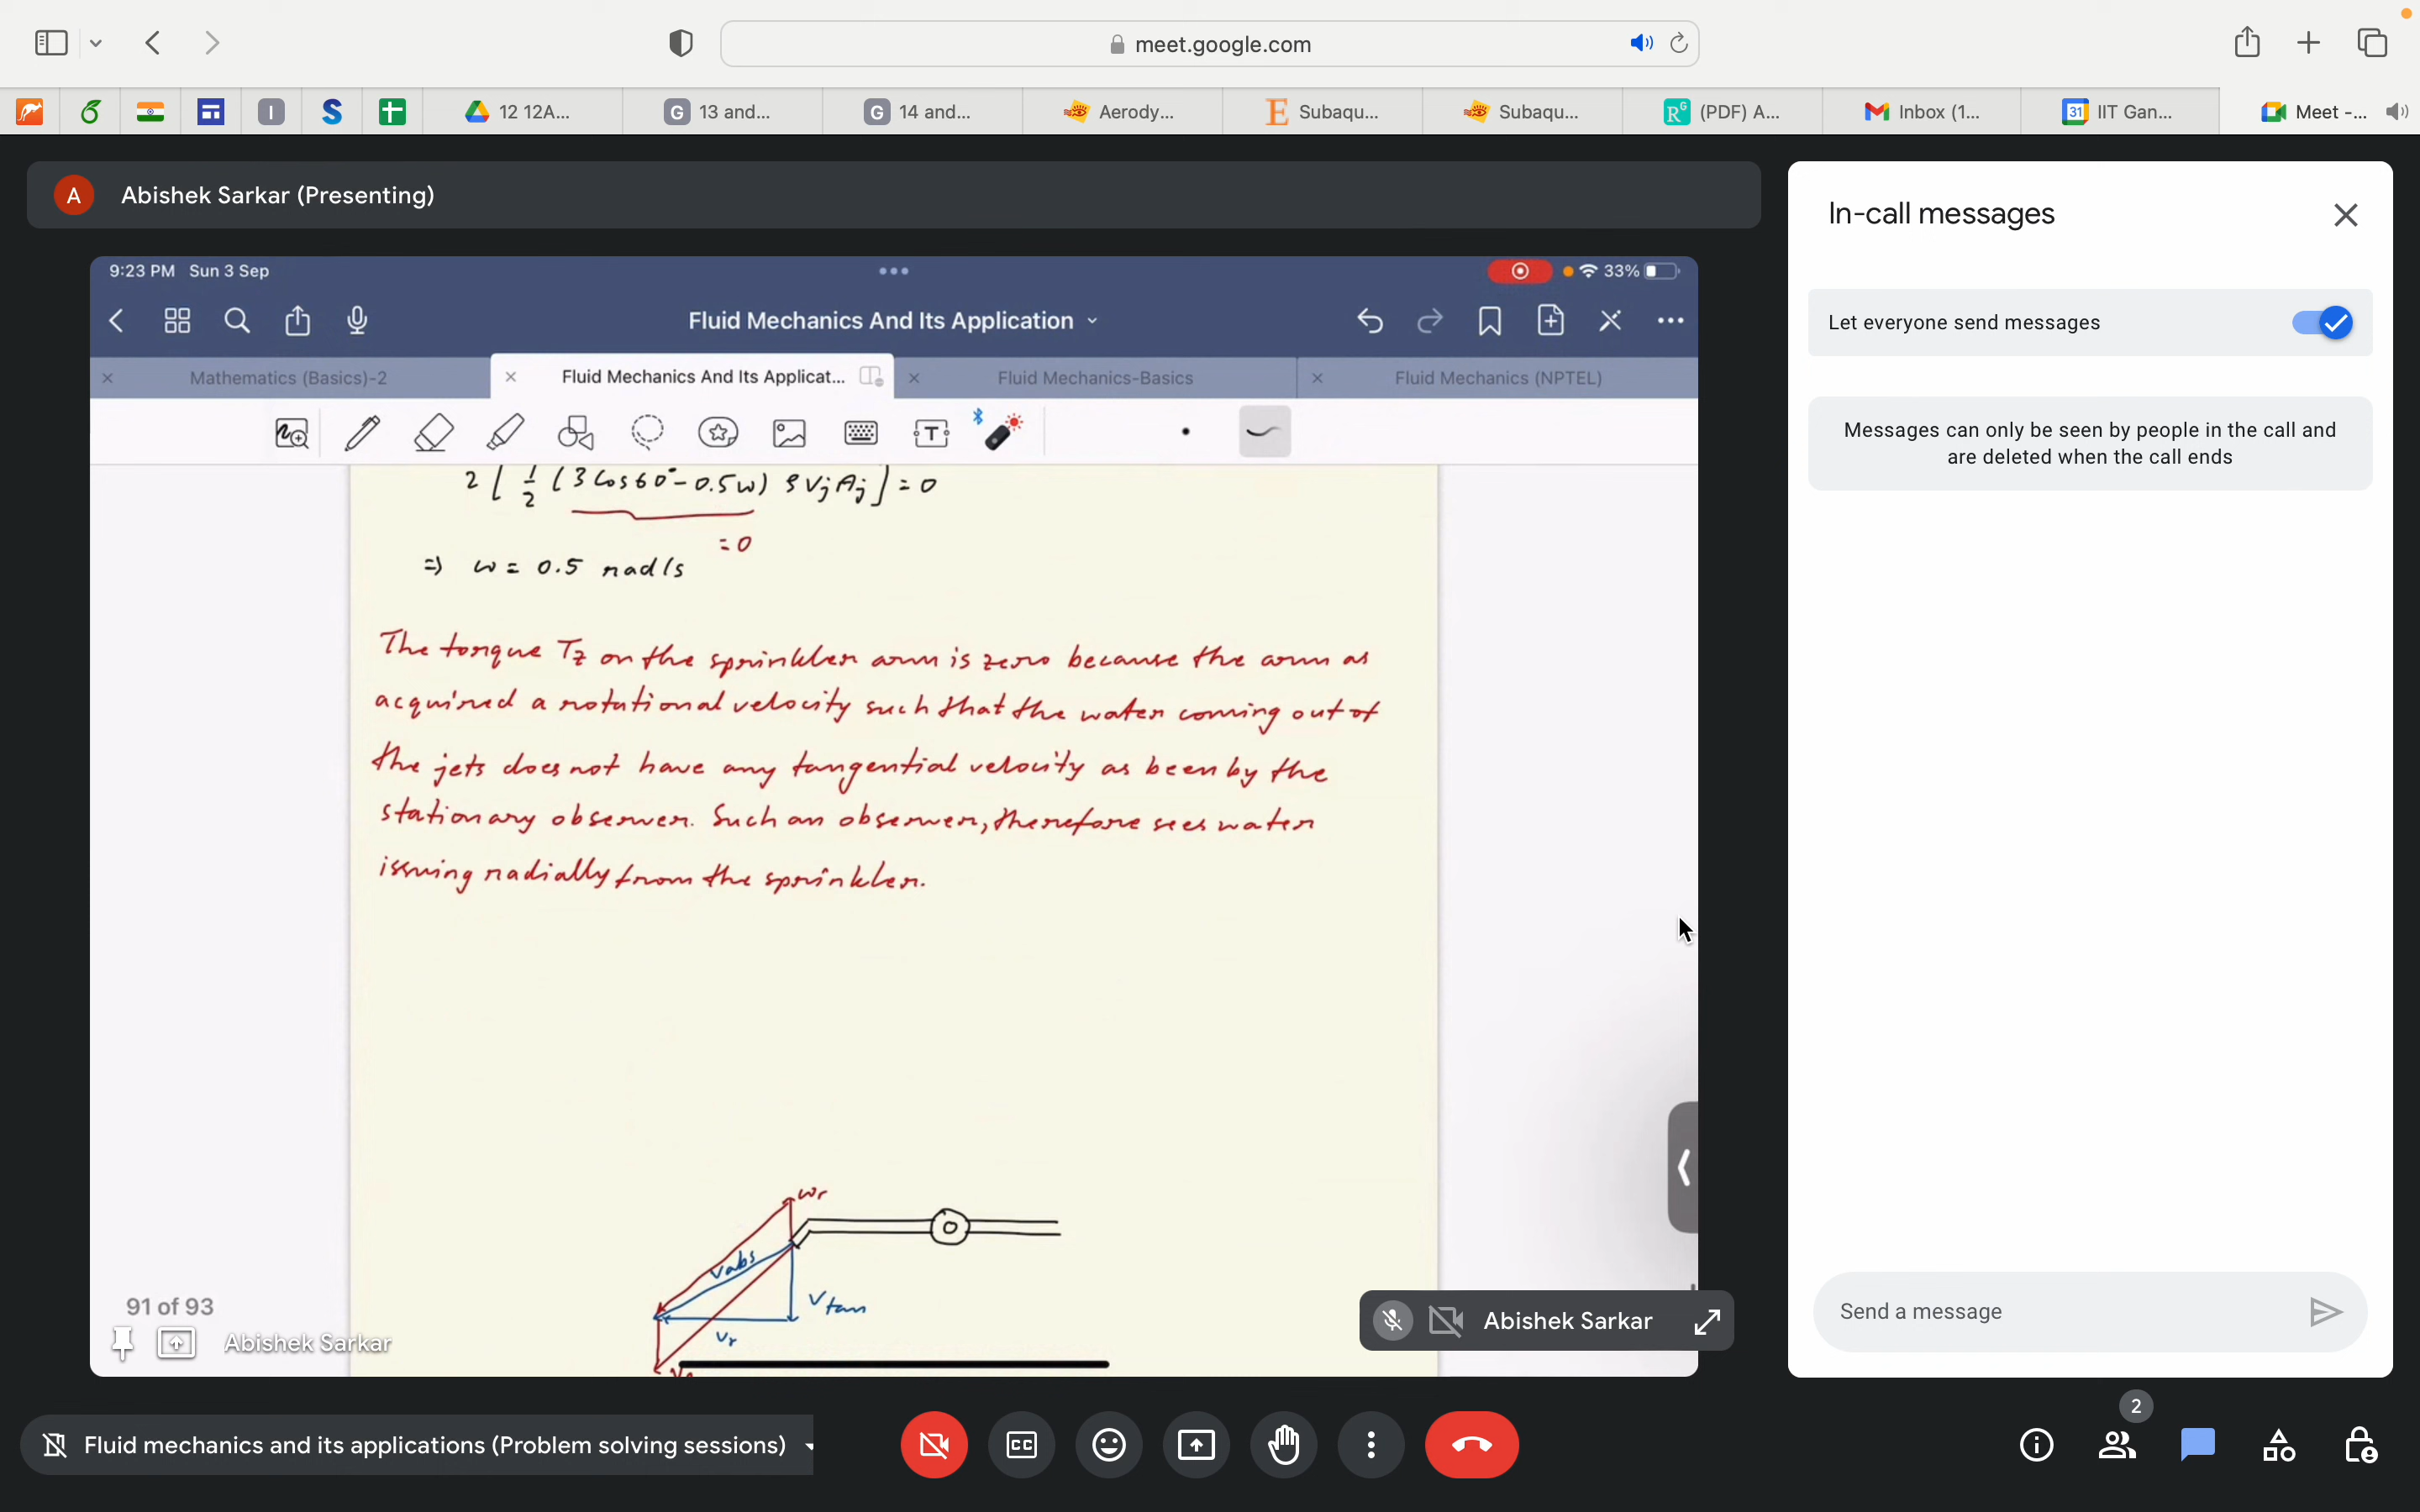 meet.google.com
12 12A...
G 13 and...
G 14 and...
Aerody...
E Subaqu...
Subaqu...
RG (PDF) A...
Inbox (1...
31 IIT Gan...
Meet -...
A Abishek Sarkar (Presenting)
9:23 PM Sun 3 Sep
33%
Fluid Mechanics And Its Application
Mathematics (Basics)-2
Fluid Mechanics And Its Applicat...
Fluid Mechanics-Basics
Fluid Mechanics (NPTEL)
2 [ 1/2 (3 Cos 60° - 0.5ω) ρ Vj Aj ] = 0
= 0
⇒ ω = 0.5 rad/s
The torque Tz on the sprinkler arm is zero because the arm as
acquired a rotational velocity such that the water coming out of
the jets does not have any tangential velocity as been by the
stationary observer. Such an observer, therefore sees water
issuing radially from the sprinkler.
ωr
Vabs
Vtan
Vr
91 of 93
Abishek Sarkar
Abishek Sarkar
In-call messages
Let everyone send messages
Messages can only be seen by people in the call and
are deleted when the call ends
Send a message
Fluid mechanics and its applications (Problem solving sessions)
CC
2